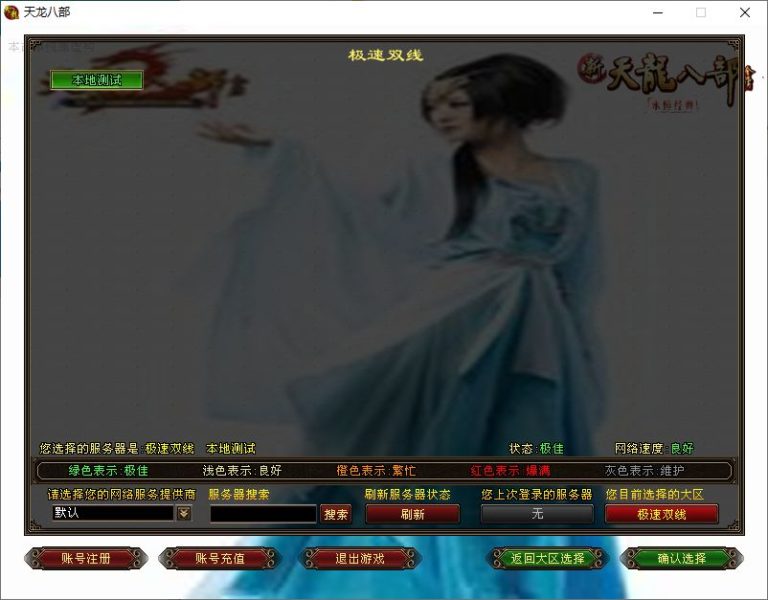 天龙八部
极速双线
本地测试
新天龍八部
永恒经典!
您选择的服务器是:极速双线 本地测试 状态:极佳 网络速度:良好
绿色表示:极佳 浅色表示:良好 橙色表示:繁忙 红色表示:爆满 灰色表示:维护
请选择您的网络服务提供商 服务器搜索 刷新服务器状态 您上次登录的服务器 您目前选择的大区
默认 搜索 刷新 无 极速双线
账号注册 账号充值 退出游戏 返回大区选择 确认选择